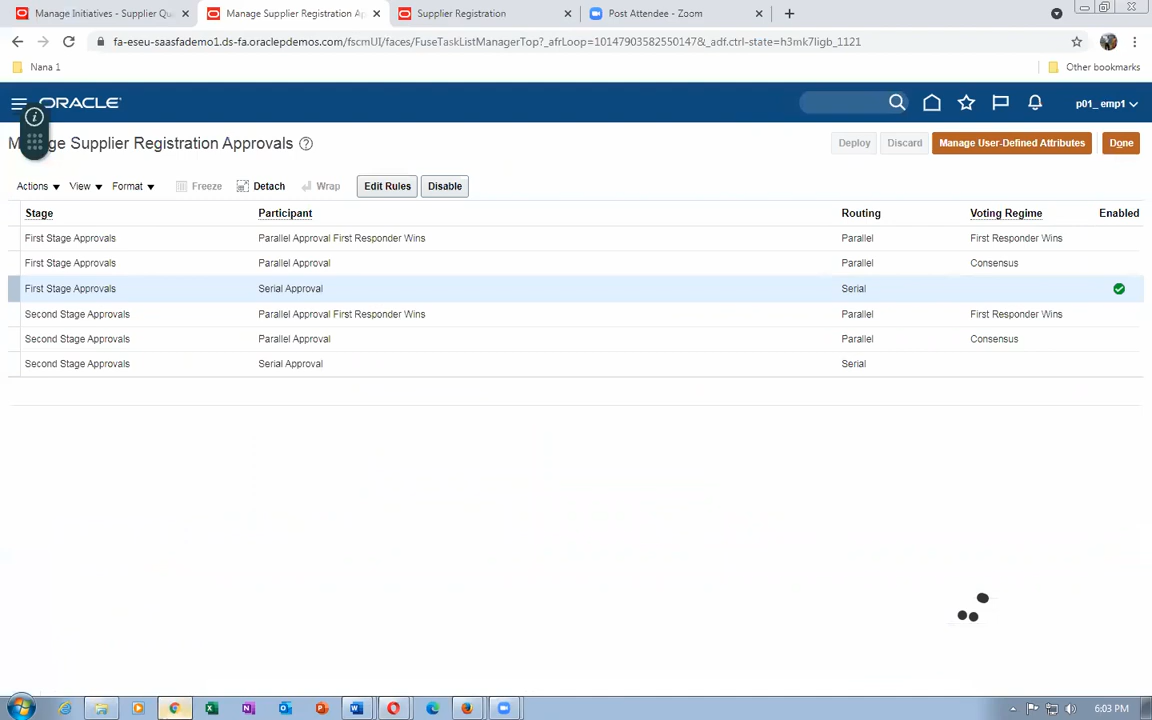 Manage Initiatives - Supplier Qu
Manage Supplier Registration Ap
Supplier Registration
Post Attendee - Zoom
fa-eseu-saasfademo1.ds-fa.oraclepdemos.com/fscmUI/faces/FuseTaskListManagerTop?_afrLoop=10147903582550147&_adf.ctrl-state=h3mk7ligb_1121
Nana 1
Other bookmarks
ORACLE
p01_ emp1
ge Supplier Registration Approvals
Deploy
Discard
Manage User-Defined Attributes
Done
Actions
View
Format
Freeze
Detach
Wrap
Edit Rules
Disable
Stage Participant Routing Voting Regime Enabled
First Stage Approvals Parallel Approval First Responder Wins Parallel First Responder Wins
First Stage Approvals Parallel Approval Parallel Consensus
First Stage Approvals Serial Approval Serial
Second Stage Approvals Parallel Approval First Responder Wins Parallel First Responder Wins
Second Stage Approvals Parallel Approval Parallel Consensus
Second Stage Approvals Serial Approval Serial
6:03 PM